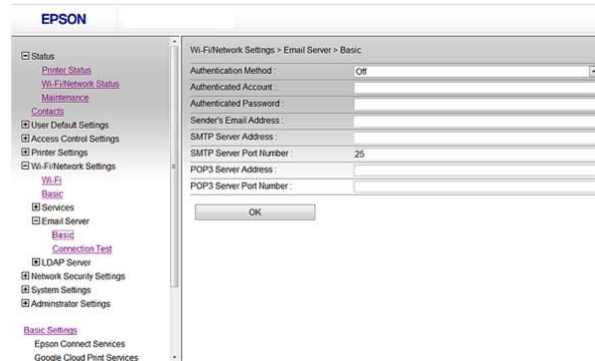 EPSON
Status
Printer Status
Wi-Fi/Network Status
Maintenance
Contacts
User Default Settings
Access Control Settings
Printer Settings
Wi-Fi/Network Settings
Wi-Fi
Basic
Services
Email Server
Basic
Connection Test
LDAP Server
Network Security Settings
System Settings
Adminstrator Settings
Basic Settings
Epson Connect Services
Google Cloud Print Services
Wi-Fi/Network Settings > Email Server > Basic
Authentication Method : Off
Authenticated Account :
Authenticated Password :
Sender's Email Address :
SMTP Server Address :
SMTP Server Port Number : 25
POP3 Server Address :
POP3 Server Port Number :
OK